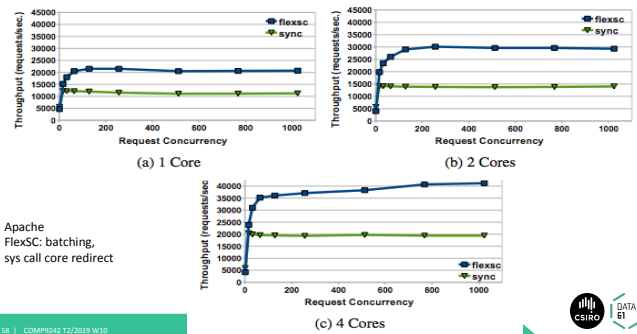 45000
40000
35000
30000
25000
20000
15000
10000
5000
0
Throughput (requests/sec.)
flexsc
sync
0 200 400 600 800 1000
Request Concurrency
(a) 1 Core
45000
40000
35000
30000
25000
20000
15000
10000
5000
0
Throughput (requests/sec.)
flexsc
sync
0 200 400 600 800 1000
Request Concurrency
(b) 2 Cores
40000
35000
30000
25000
20000
15000
10000
5000
0
Throughput (requests/sec.
flexsc
sync
0 200 400 600 800 1000
Request Concurrency
(c) 4 Cores
Apache
FlexSC: batching,
sys call core redirect
58 | COMP9242 T2/2019 W10
CSIRO
DATA
61